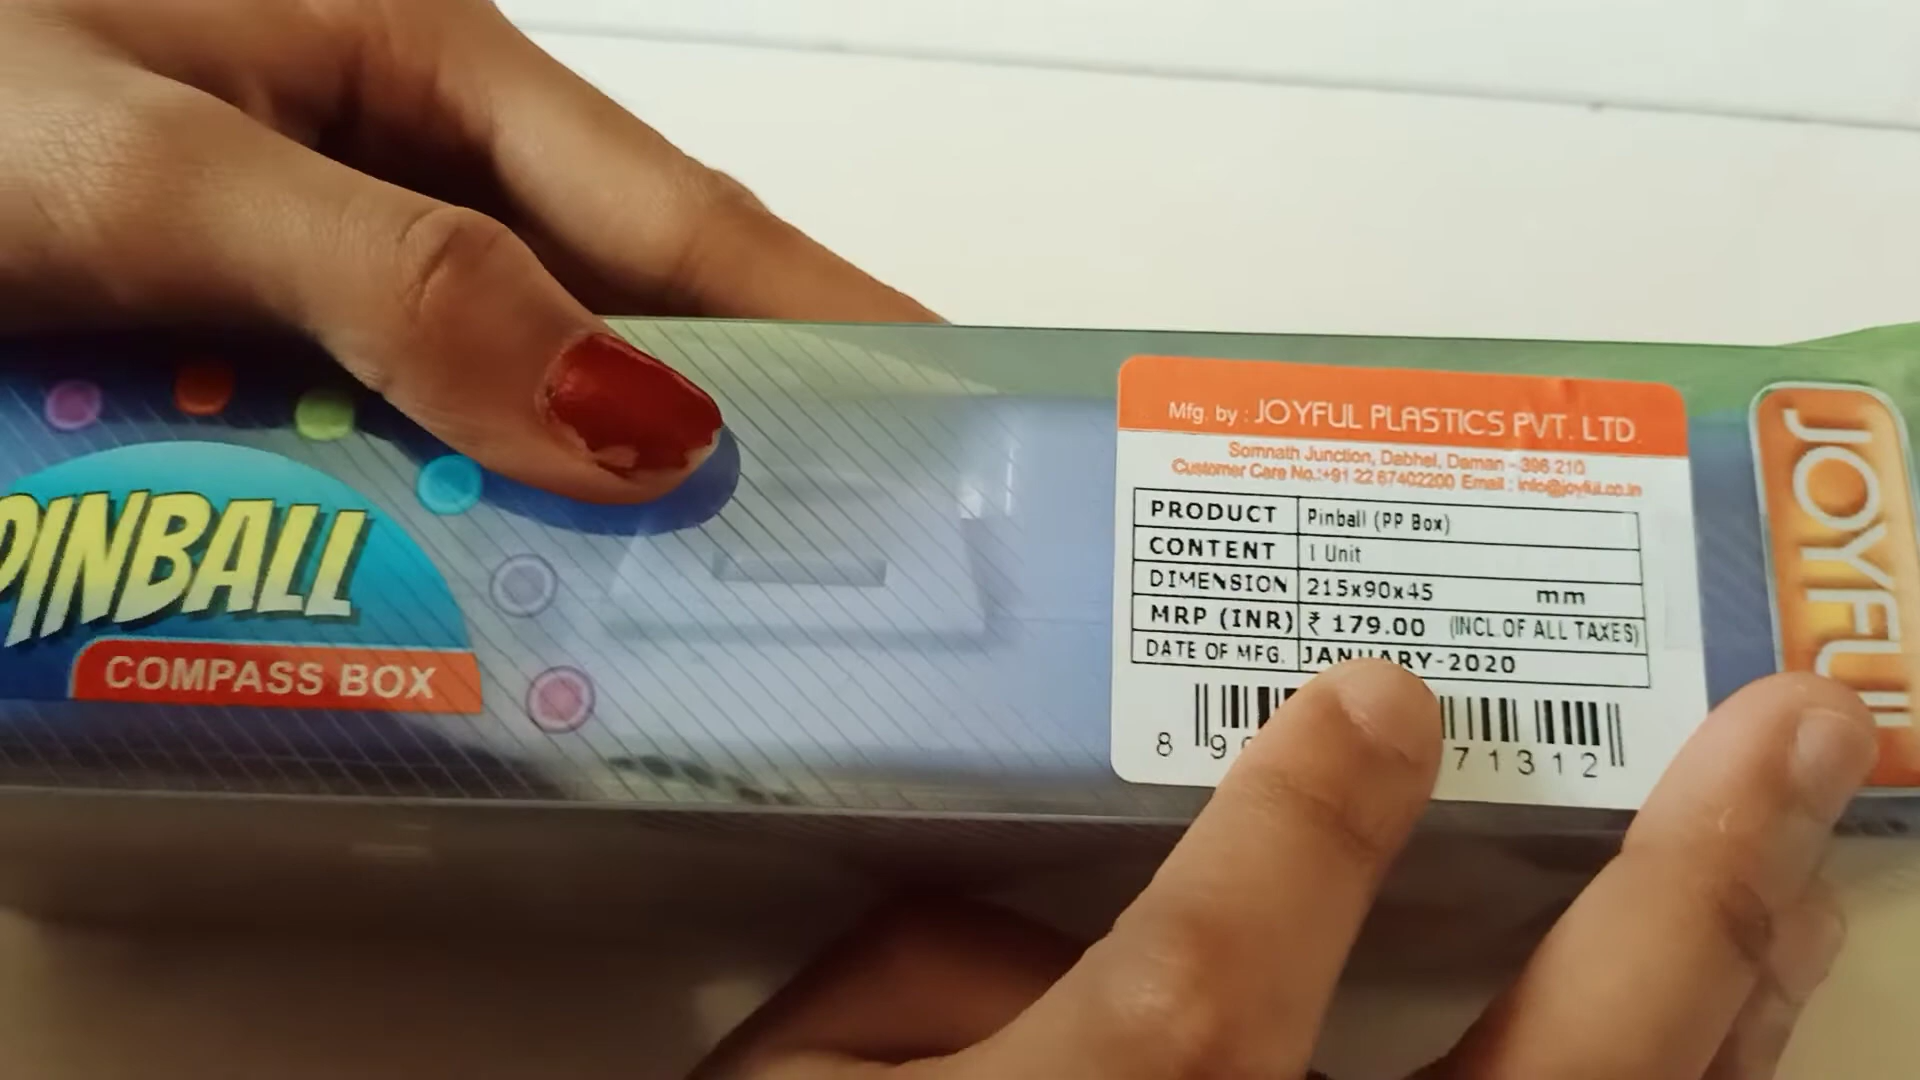 PINBALL
COMPASS BOX
Mfg. by : JOYFUL PLASTICS PVT. LTD.
Somnath Junction, Dabhel, Daman - 396 210
Customer Care No.:+91 22 67402200 Email : info@joyful.co.in
PRODUCT Pinball (PP Box)
CONTENT 1 Unit
DIMENSION 215x90x45 mm
MRP (INR) ₹ 179.00 (INCL.OF ALL TAXES)
DATE OF MFG. JANUARY-2020
8 9 71312
JOYFUL